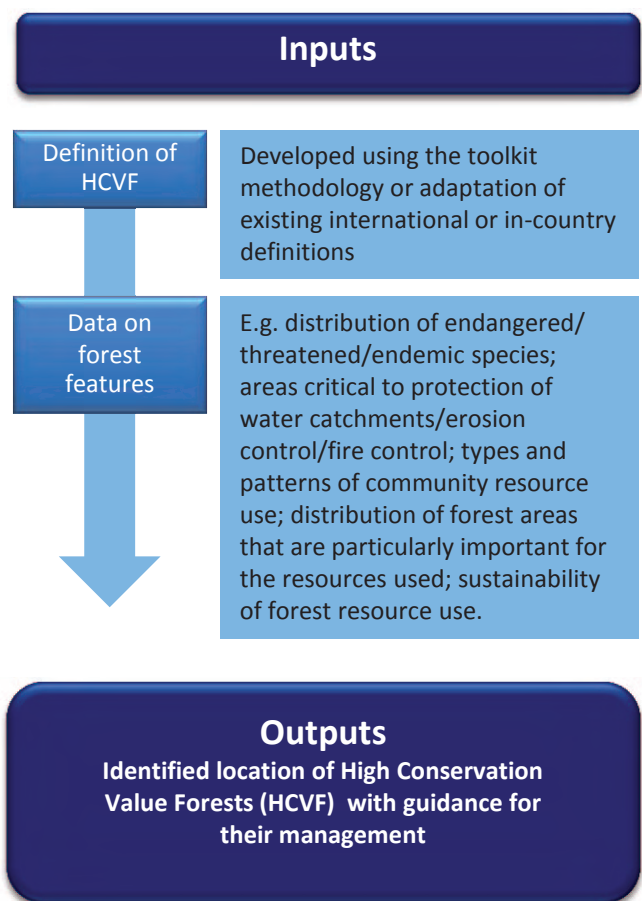 Inputs
Definition of
HCVF
Developed using the toolkit
methodology or adaptation of
existing international or in-country
definitions
Data on
forest
features
E.g. distribution of endangered/
threatened/endemic species;
areas critical to protection of
water catchments/erosion
control/fire control; types and
patterns of community resource
use; distribution of forest areas
that are particularly important for
the resources used; sustainability
of forest resource use.
Outputs
Identified location of High Conservation
Value Forests (HCVF) with guidance for
their management